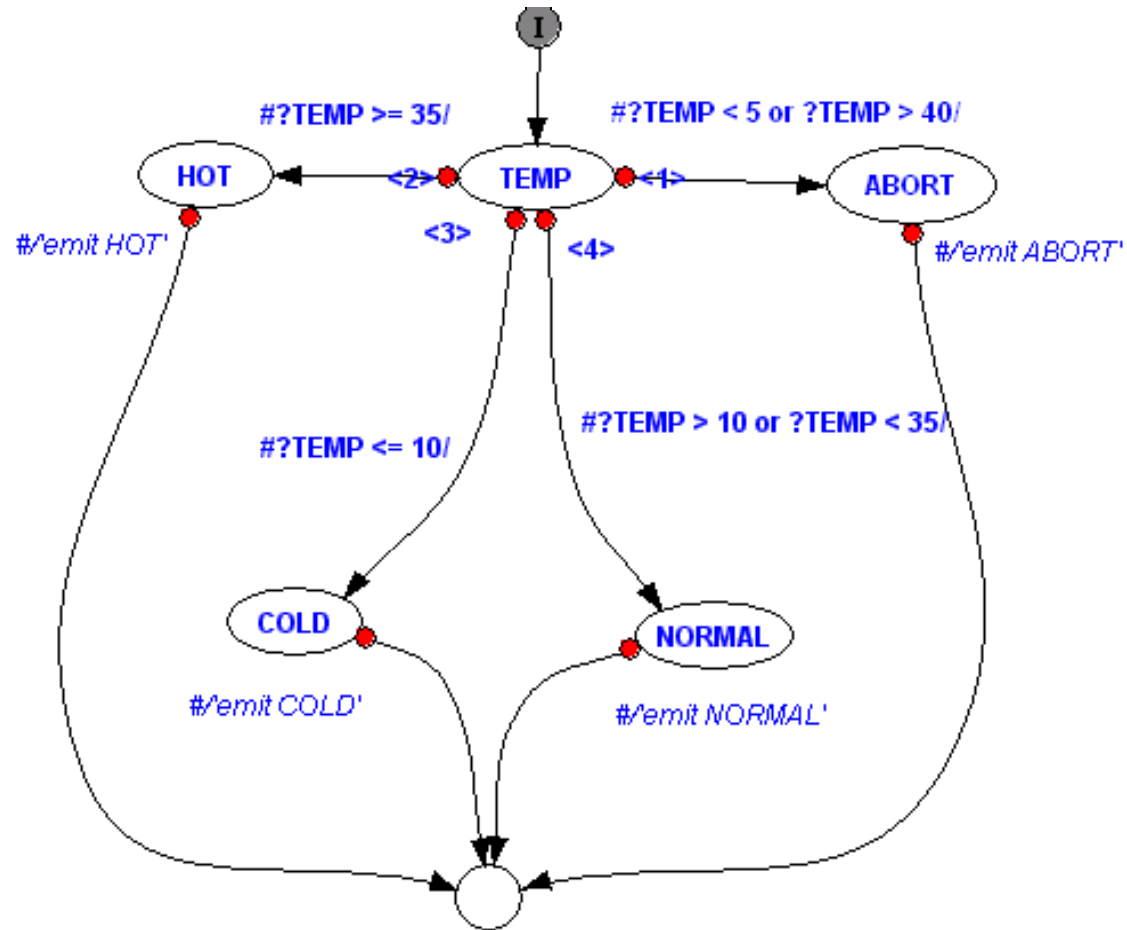 I
#?TEMP >= 35/
#?TEMP < 5 or ?TEMP > 40/
HOT
<2>
TEMP
<1>
ABORT
#/'emit HOT'
<3>
<4>
#/'emit ABORT'
#?TEMP <= 10/
#?TEMP > 10 or ?TEMP < 35/
COLD
NORMAL
#/'emit COLD'
#/'emit NORMAL'